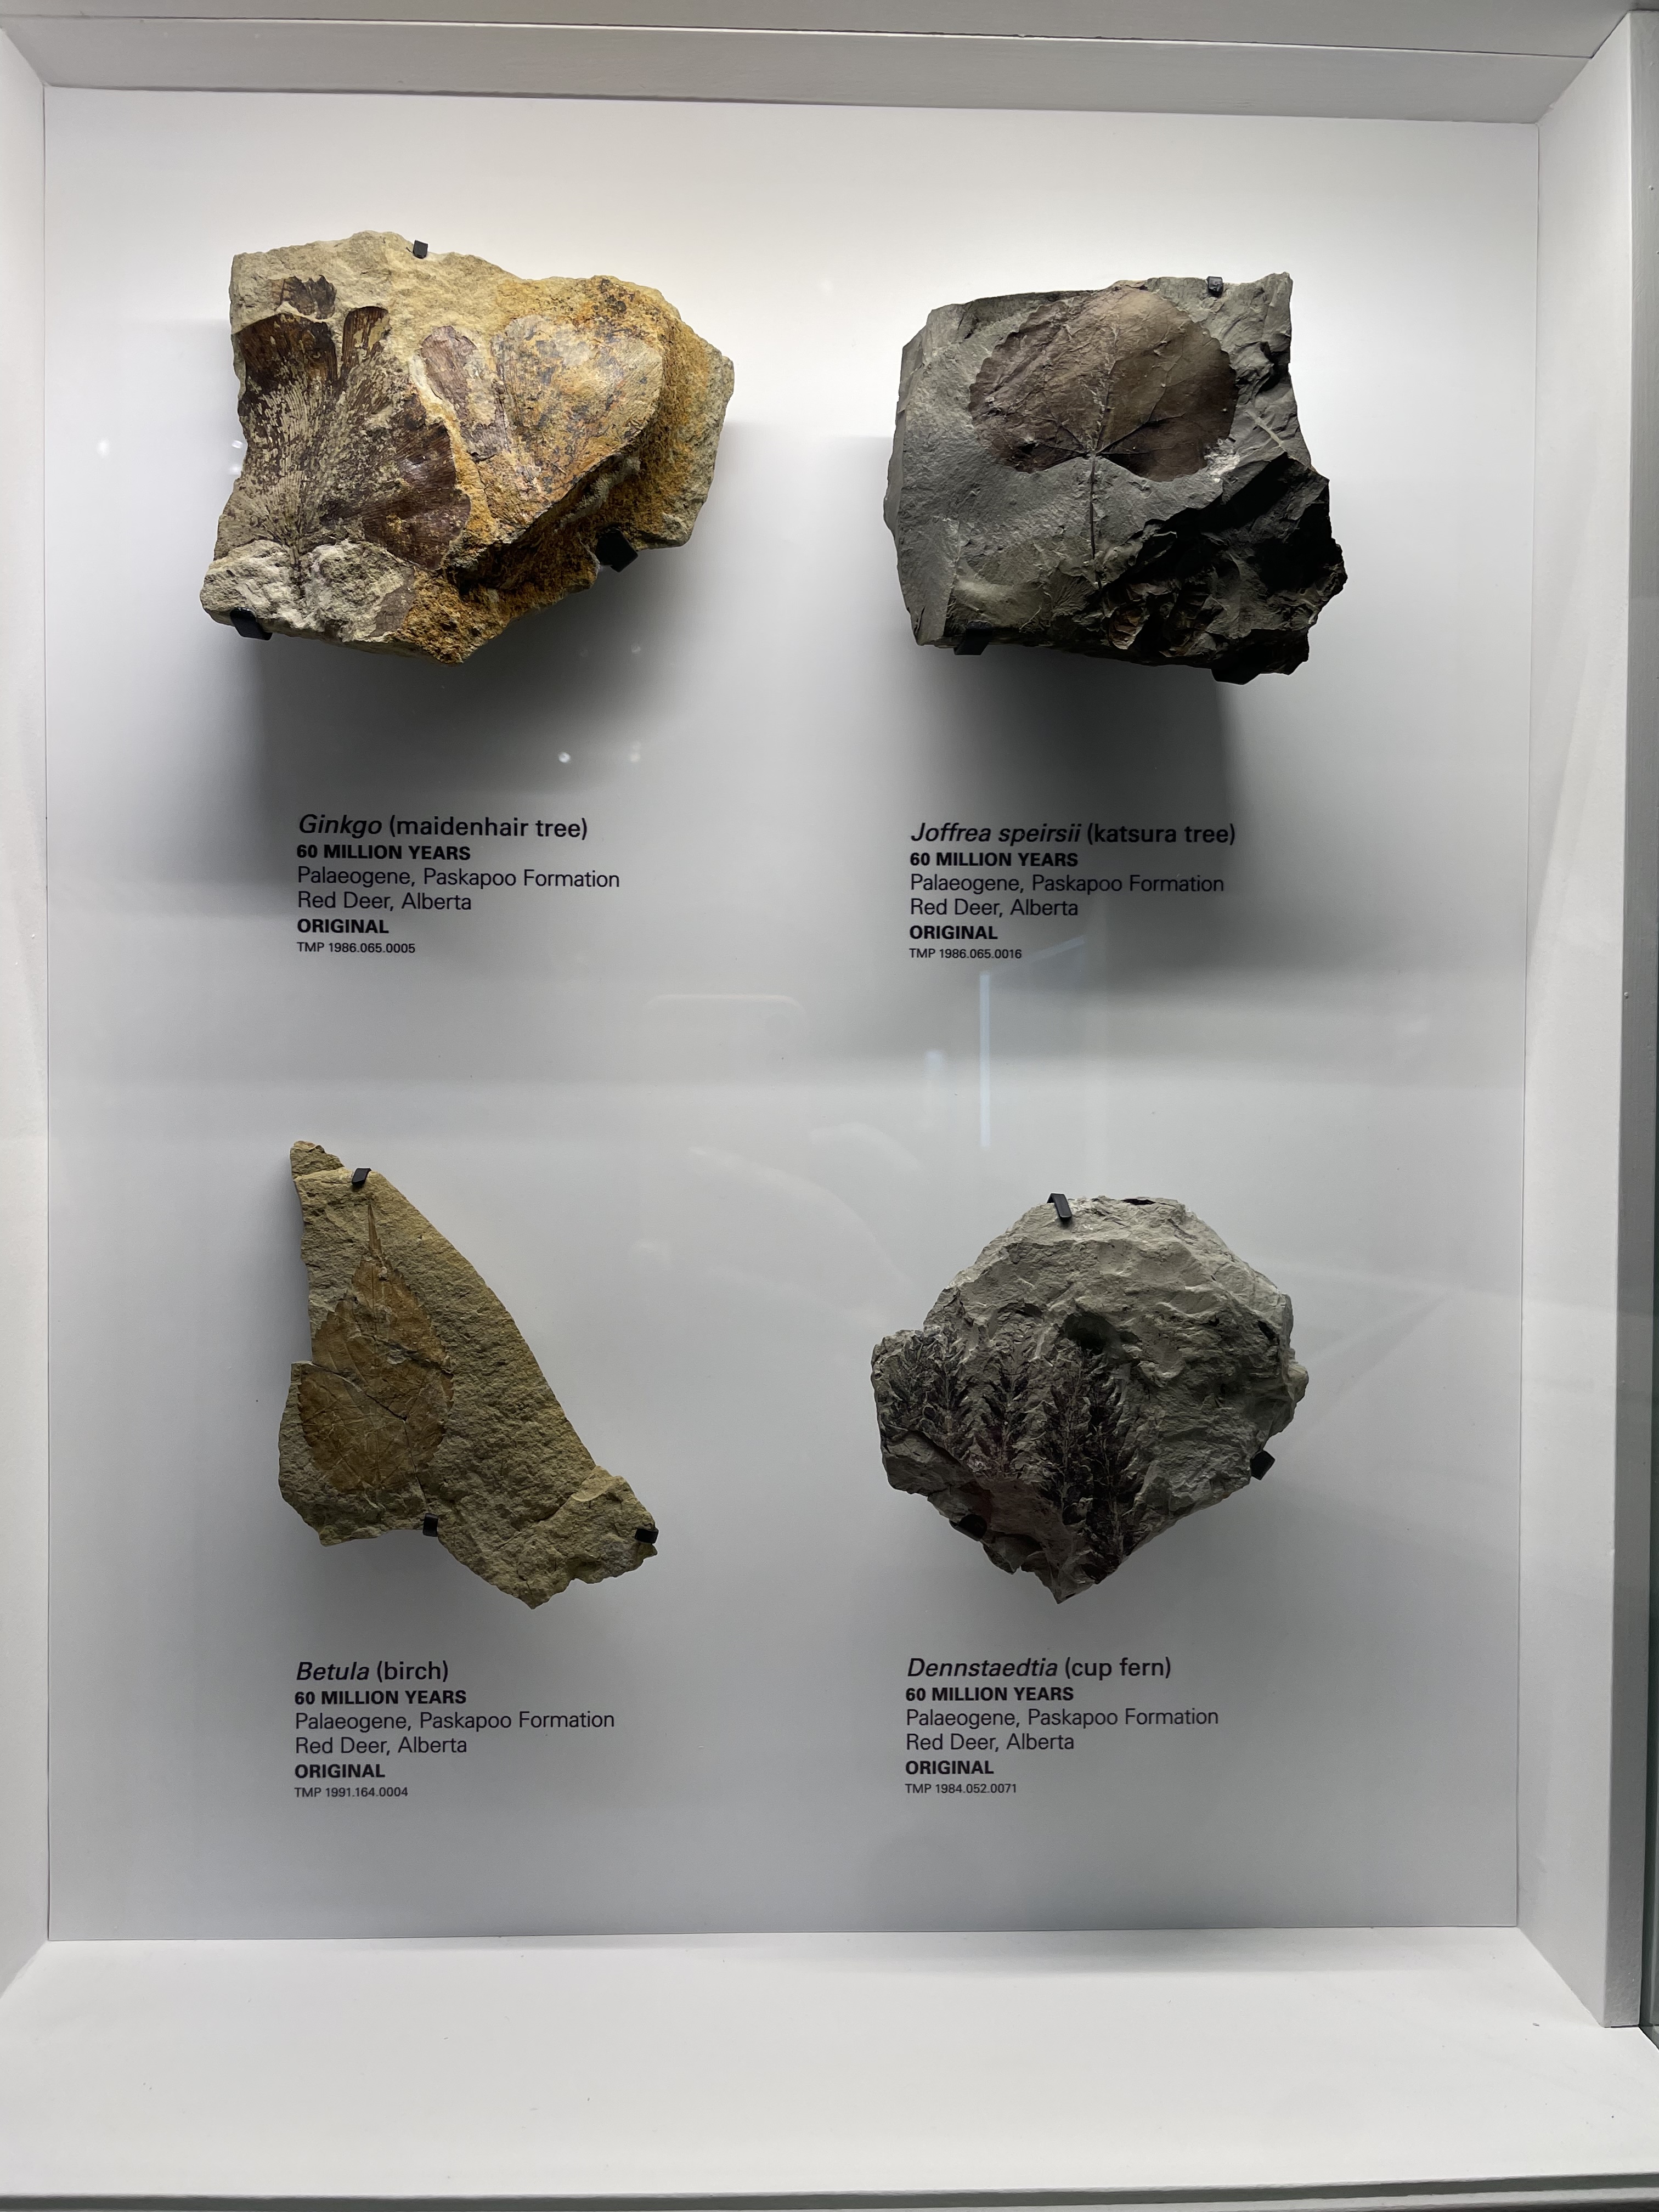 Ginkgo (maidenhair tree)
60 MILLION YEARS
Palaeogene, Paskapoo Formation
Red Deer, Alberta
ORIGINAL
TMP 1986.065.0005
Joffrea speirsii (katsura tree)
60 MILLION YEARS
Palaeogene, Paskapoo Formation
Red Deer, Alberta
ORIGINAL
TMP 1986.065.0016
Betula (birch)
60 MILLION YEARS
Palaeogene, Paskapoo Formation
Red Deer, Alberta
ORIGINAL
TMP 1991.164.0004
Dennstaedtia (cup fern)
60 MILLION YEARS
Palaeogene, Paskapoo Formation
Red Deer, Alberta
ORIGINAL
TMP 1984.052.0071